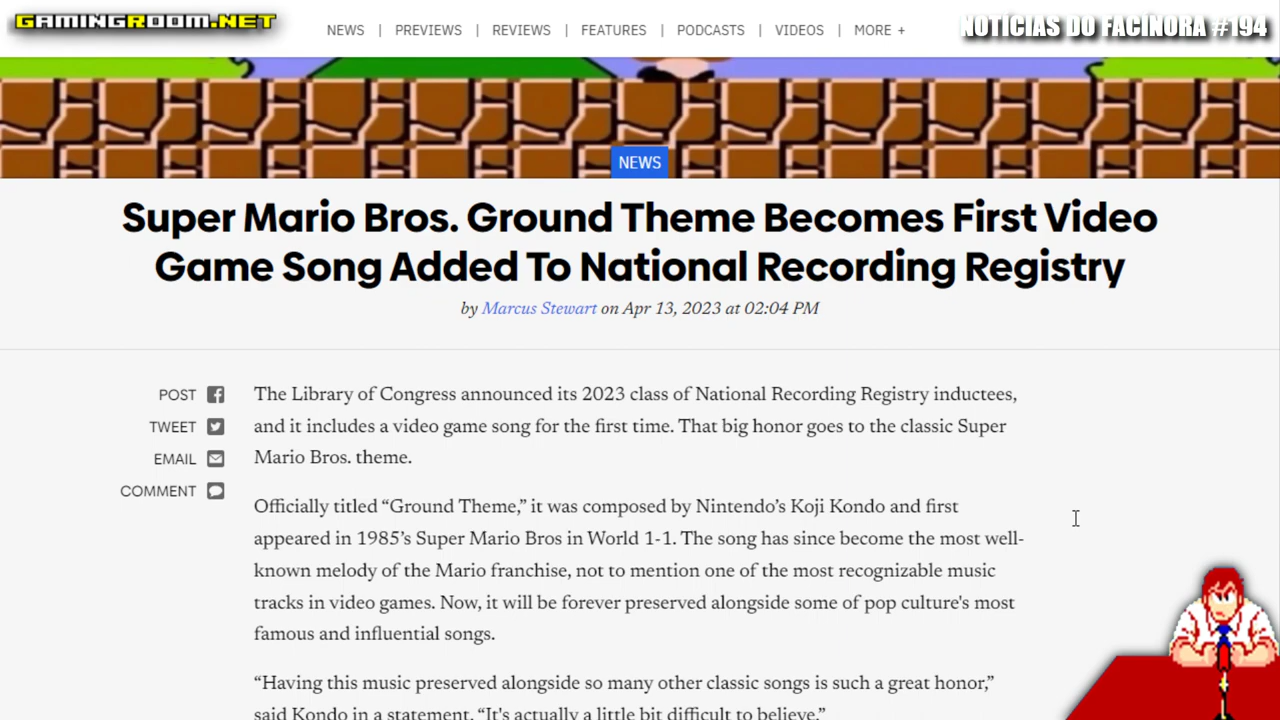 GAMINGROOM.NET
NEWS | PREVIEWS | REVIEWS | FEATURES | PODCASTS | VIDEOS | MORE +
NOTÍCIAS DO FACÍNORA #194
NEWS
Super Mario Bros. Ground Theme Becomes First Video
Game Song Added To National Recording Registry
by Marcus Stewart on Apr 13, 2023 at 02:04 PM
POST
TWEET
EMAIL
COMMENT
The Library of Congress announced its 2023 class of National Recording Registry inductees,
and it includes a video game song for the first time. That big honor goes to the classic Super
Mario Bros. theme.
Officially titled “Ground Theme,” it was composed by Nintendo’s Koji Kondo and first
appeared in 1985’s Super Mario Bros in World 1-1. The song has since become the most well-
known melody of the Mario franchise, not to mention one of the most recognizable music
tracks in video games. Now, it will be forever preserved alongside some of pop culture's most
famous and influential songs.
“Having this music preserved alongside so many other classic songs is such a great honor,”
said Kondo in a statement. “It's actually a little bit difficult to believe.”